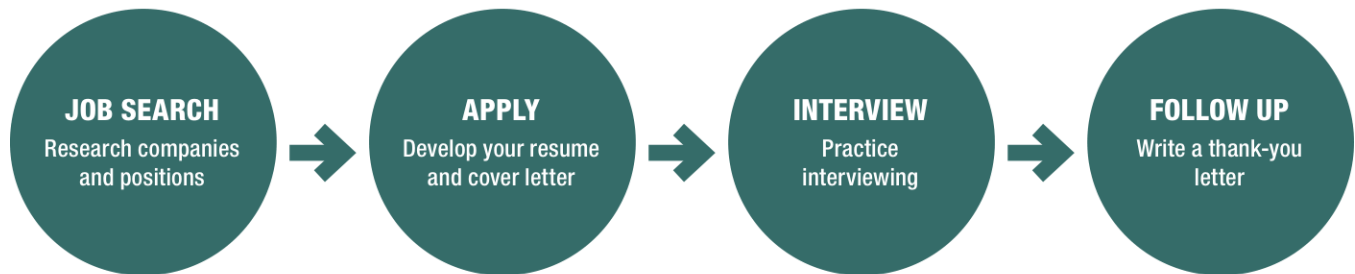 JOB SEARCH
Research companies
and positions
APPLY
Develop your resume
and cover letter
INTERVIEW
Practice
interviewing
FOLLOW UP
Write a thank-you
letter